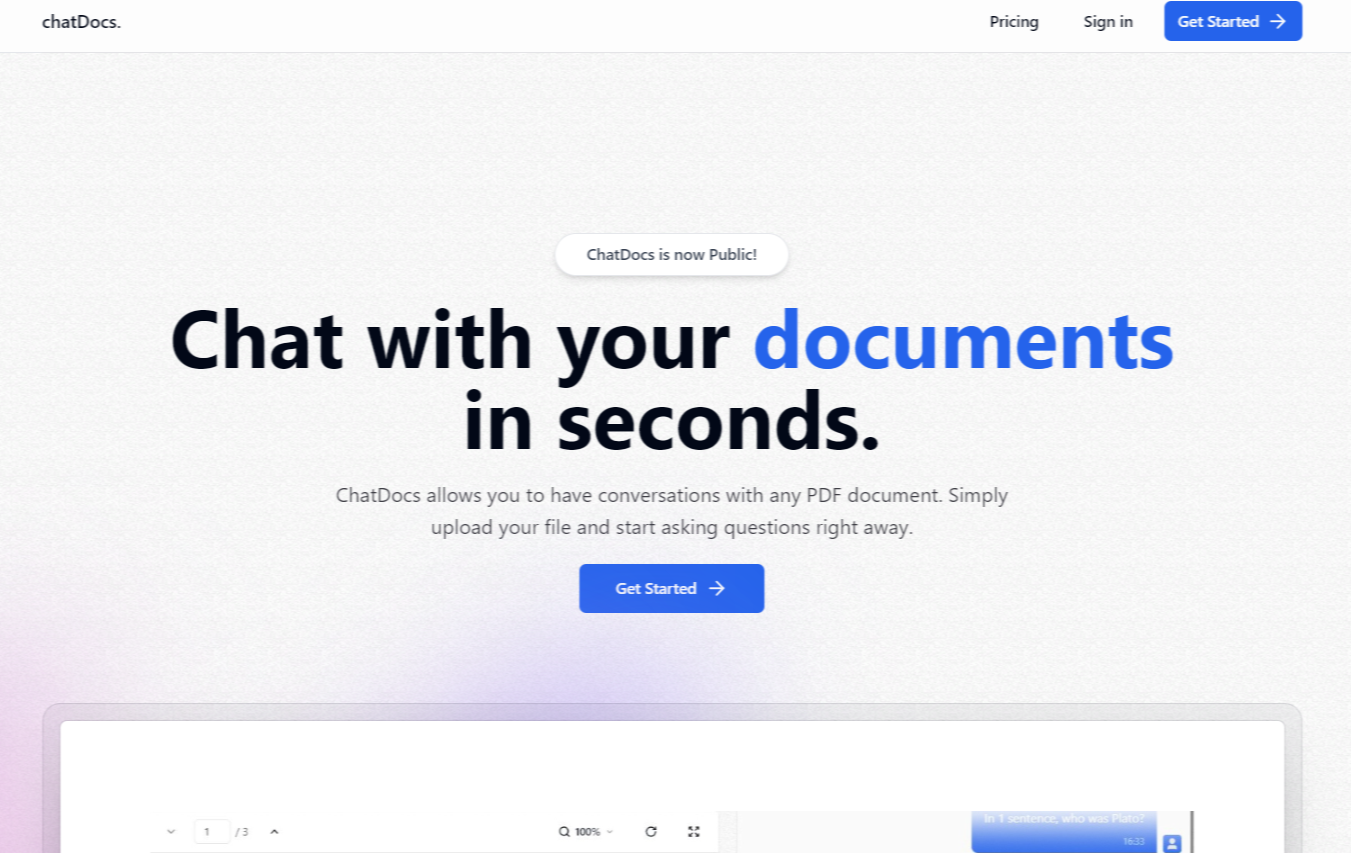 chatDocs.
Pricing
Sign in
Get Started
ChatDocs is now Public!
Chat with your documents
in seconds.
ChatDocs allows you to have conversations with any PDF document. Simply
upload your file and start asking questions right away.
Get Started
1 / 3
100%
In 1 sentence, who was Plato?
16:33